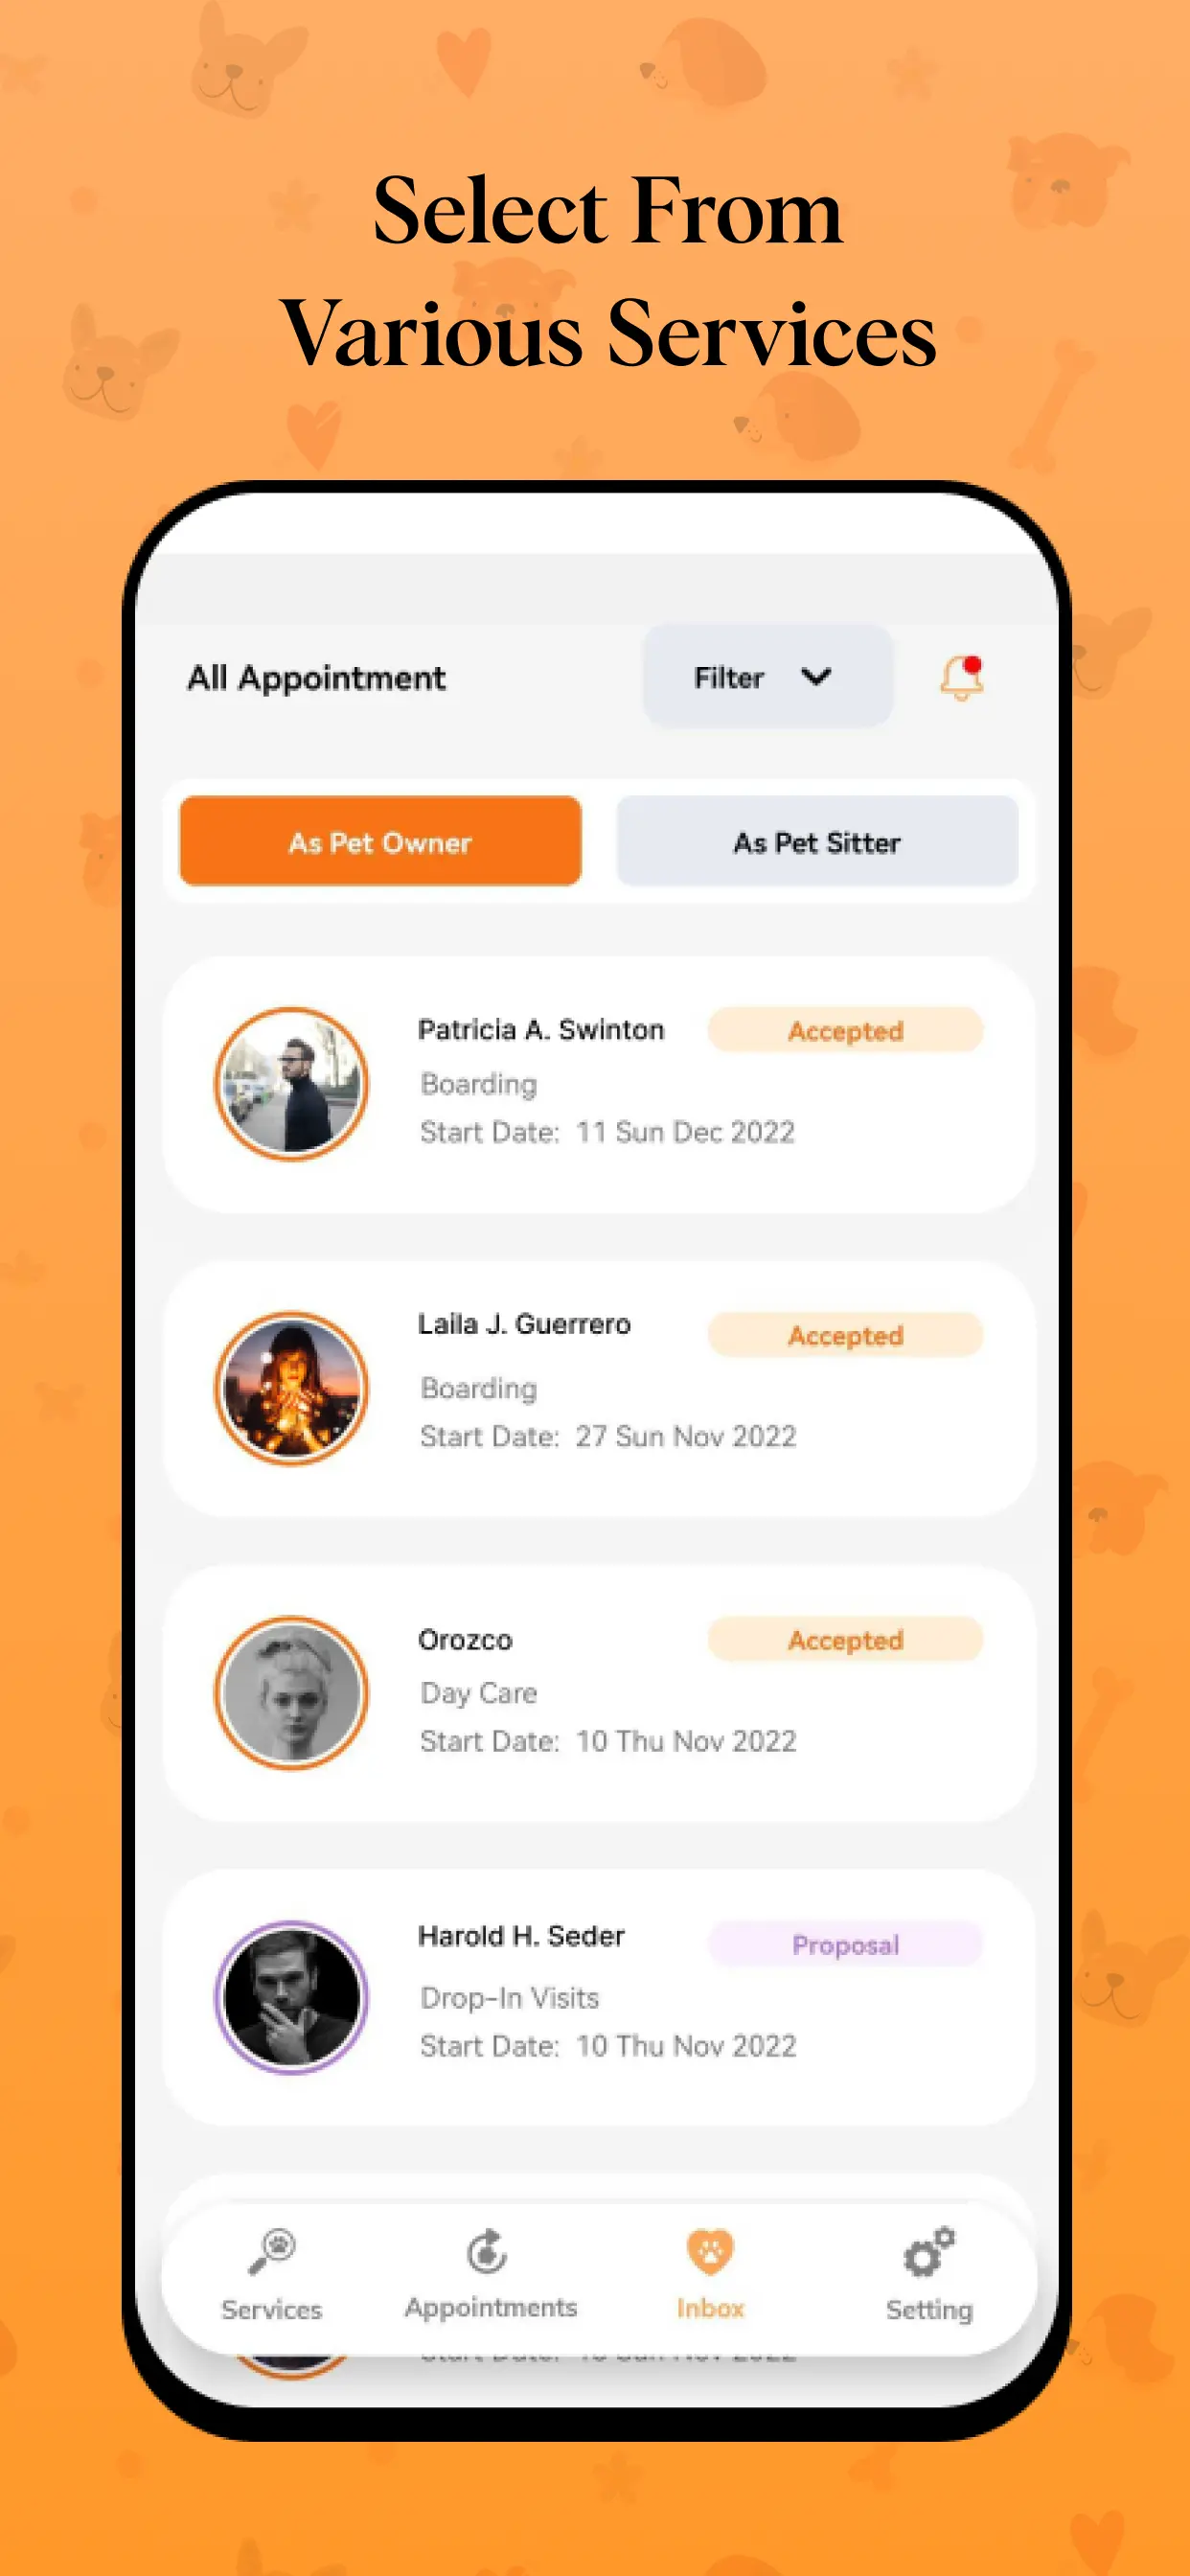 Select From
Various Services
All Appointment
Filter
As Pet Owner
As Pet Sitter
Patricia A. Swinton
Accepted
Boarding
Start Date: 11 Sun Dec 2022
Laila J. Guerrero
Accepted
Boarding
Start Date: 27 Sun Nov 2022
Orozco
Accepted
Day Care
Start Date: 10 Thu Nov 2022
Harold H. Seder
Proposal
Drop-In Visits
Start Date: 10 Thu Nov 2022
Services
Appointments
Inbox
Setting